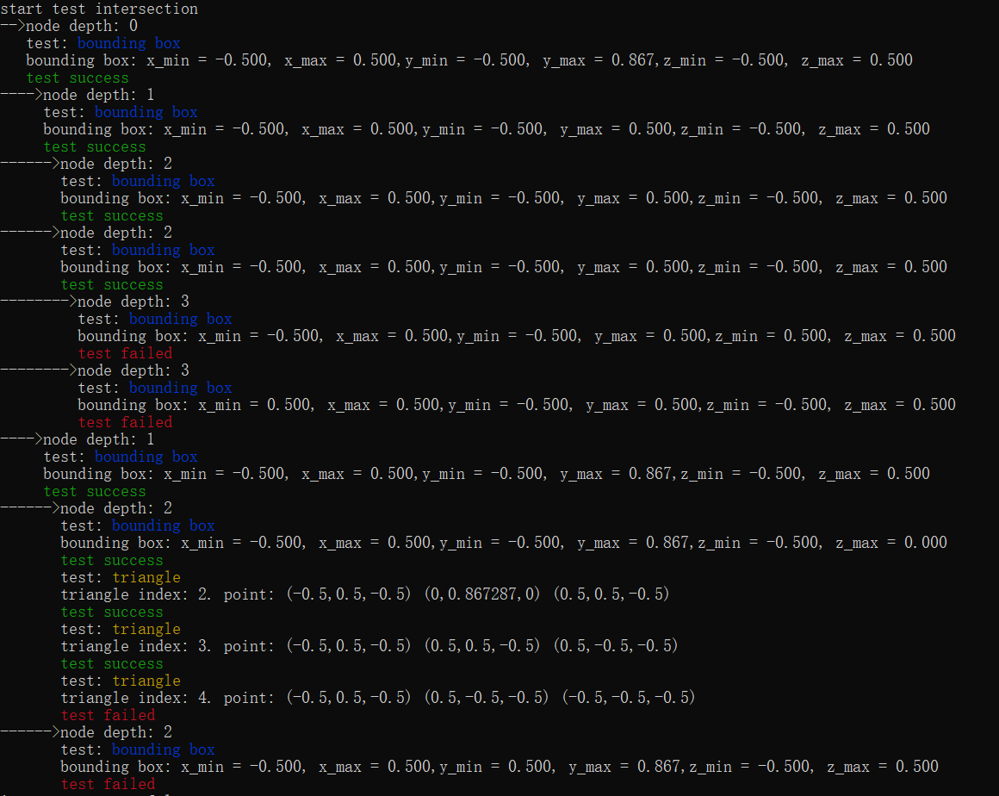 start test intersection
-->node depth: 0
test: bounding box
bounding box: x_min = -0.500, x_max = 0.500,y_min = -0.500, y_max = 0.867,z_min = -0.500, z_max = 0.500
test success
---->node depth: 1
test: bounding box
bounding box: x_min = -0.500, x_max = 0.500,y_min = -0.500, y_max = 0.500,z_min = -0.500, z_max = 0.500
test success
------>node depth: 2
test: bounding box
bounding box: x_min = -0.500, x_max = 0.500,y_min = -0.500, y_max = 0.500,z_min = -0.500, z_max = 0.500
test success
------>node depth: 2
test: bounding box
bounding box: x_min = -0.500, x_max = 0.500,y_min = -0.500, y_max = 0.500,z_min = -0.500, z_max = 0.500
test success
-------->node depth: 3
test: bounding box
bounding box: x_min = -0.500, x_max = 0.500,y_min = -0.500, y_max = 0.500,z_min = 0.500, z_max = 0.500
test failed
-------->node depth: 3
test: bounding box
bounding box: x_min = 0.500, x_max = 0.500,y_min = -0.500, y_max = 0.500,z_min = -0.500, z_max = 0.500
test failed
---->node depth: 1
test: bounding box
bounding box: x_min = -0.500, x_max = 0.500,y_min = -0.500, y_max = 0.867,z_min = -0.500, z_max = 0.500
test success
------>node depth: 2
test: bounding box
bounding box: x_min = -0.500, x_max = 0.500,y_min = -0.500, y_max = 0.867,z_min = -0.500, z_max = 0.000
test success
test: triangle
triangle index: 2. point: (-0.5,0.5,-0.5) (0,0.867287,0) (0.5,0.5,-0.5)
test success
test: triangle
triangle index: 3. point: (-0.5,0.5,-0.5) (0.5,0.5,-0.5) (0.5,-0.5,-0.5)
test success
test: triangle
triangle index: 4. point: (-0.5,0.5,-0.5) (0.5,-0.5,-0.5) (-0.5,-0.5,-0.5)
test failed
------>node depth: 2
test: bounding box
bounding box: x_min = -0.500, x_max = 0.500,y_min = 0.500, y_max = 0.867,z_min = -0.500, z_max = 0.500
test failed